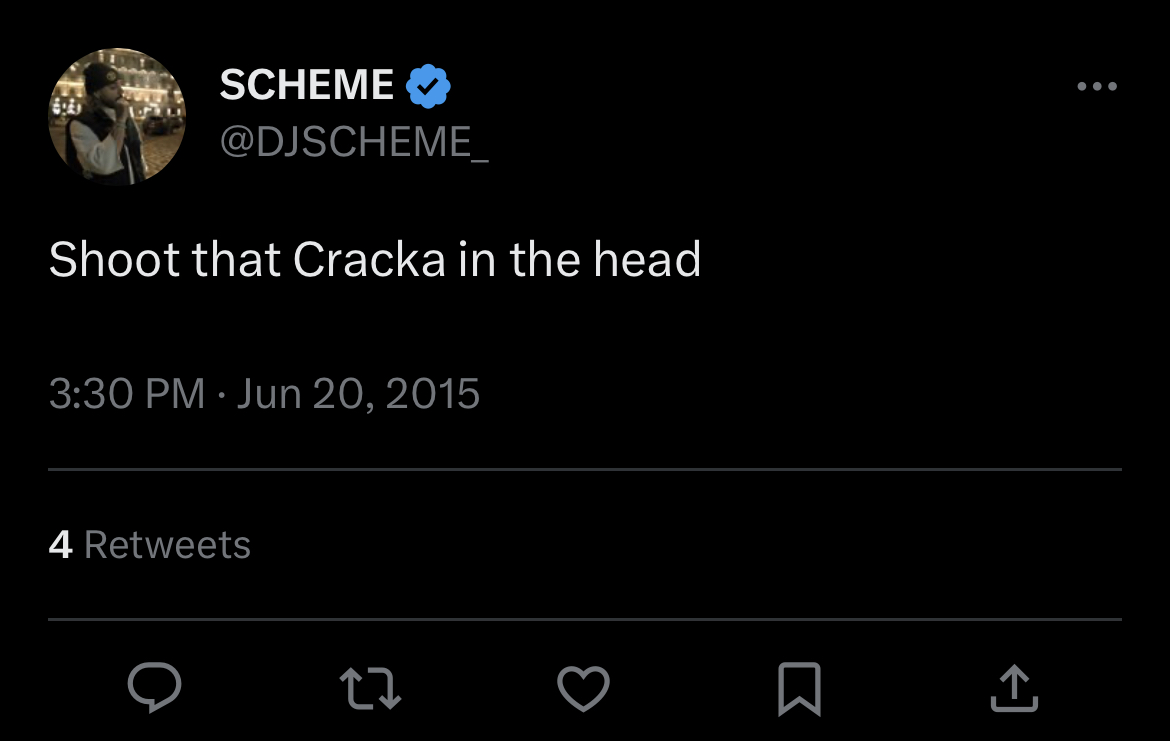 SCHEME
@DJSCHEME_
Shoot that Cracka in the head
3:30 PM · Jun 20, 2015
4 Retweets